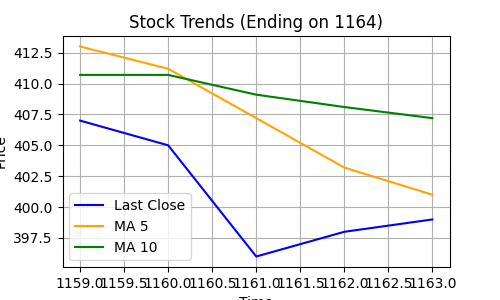 Stock Trends (Ending on 1164)
412.5
410.0
407.5
405.0
402.5
400.0
397.5
Price
Last Close
MA 5
MA 10
1159.0 1159.5 1160.0 1160.5 1161.0 1161.5 1162.0 1162.5 1163.0
Time